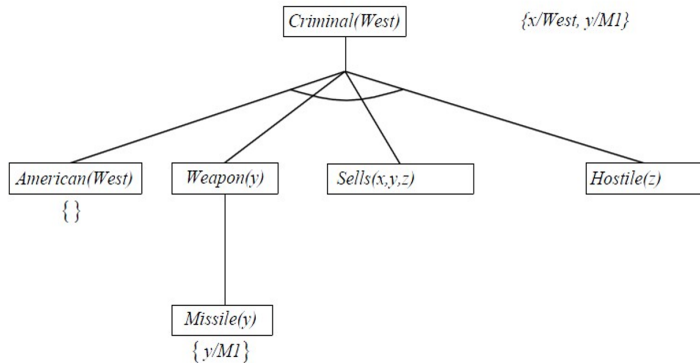 Criminal(West)
{x/West, y/M1}
American(West)
Weapon(y)
Sells(x,y,z)
Hostile(z)
{ }
Missile(y)
{ y/M1}